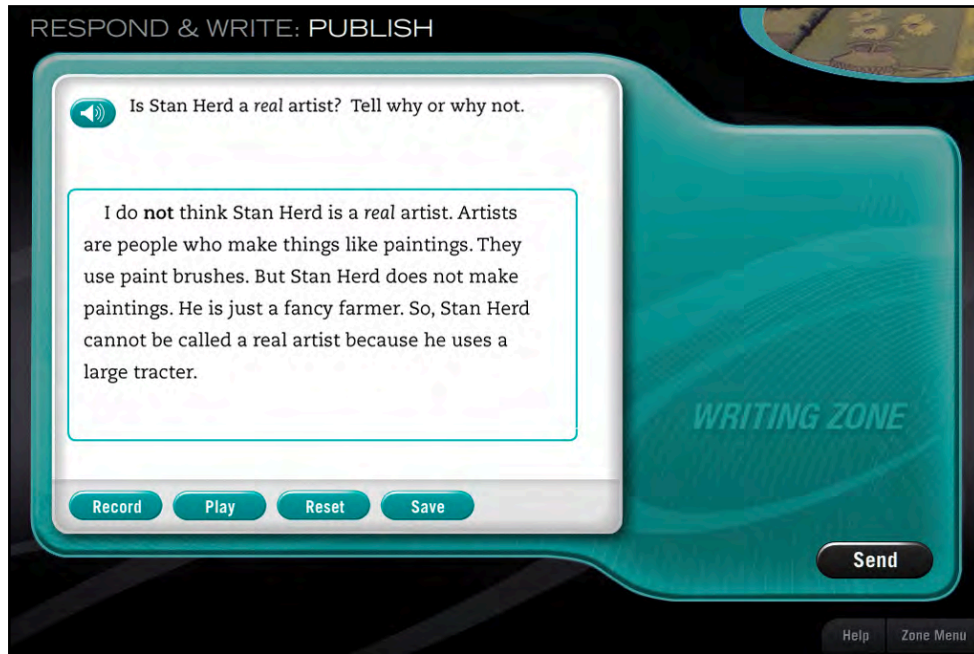 RESPOND & WRITE: PUBLISH
Is Stan Herd a real artist? Tell why or why not.
I do not think Stan Herd is a real artist. Artists
are people who make things like paintings. They
use paint brushes. But Stan Herd does not make
paintings. He is just a fancy farmer. So, Stan Herd
cannot be called a real artist because he uses a
large tracter.
WRITING ZONE
Record Play Reset Save
Send
Help Zone Menu